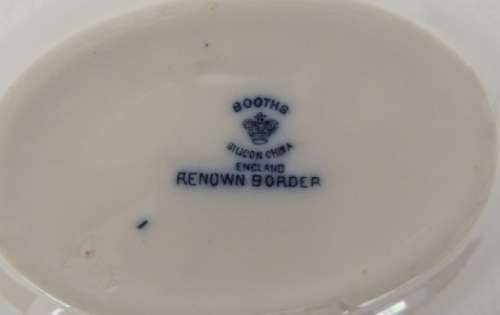 BOOTHS
SILICON CHINA
ENGLAND
RENOWN BORDER